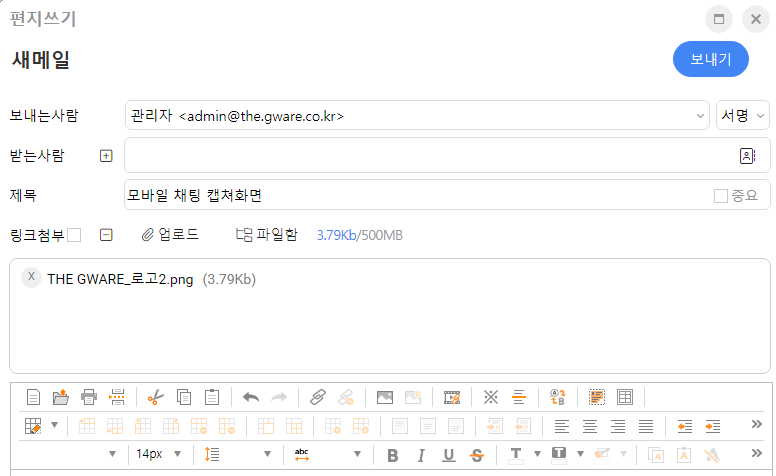 편지쓰기
새메일
보내기
보내는사람 관리자 <admin@the.gware.co.kr> 서명
받는사람
제목 모바일 채팅 캡쳐화면 중요
링크첨부 업로드 파일함 3.79Kb/500MB
X THE GWARE_로고2.png (3.79Kb)
14px abc B I U S T T A